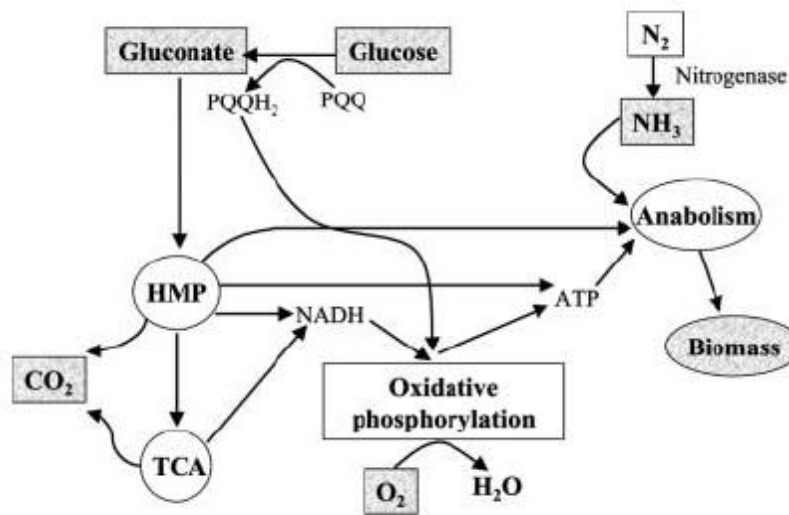 Gluconate
Glucose
N₂
Nitrogenase
PQQH₂
PQQ
NH₃
Anabolism
HMP
ATP
NADH
Biomass
CO₂
Oxidative
phosphorylation
TCA
O₂
H₂O